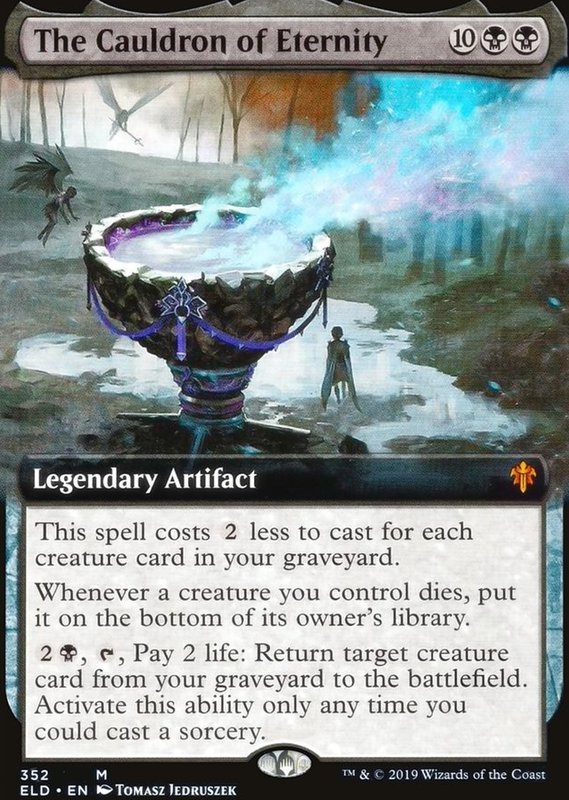 The Cauldron of Eternity 10
Legendary Artifact
This spell costs 2 less to cast for each
creature card in your graveyard.
Whenever a creature you control dies, put
it on the bottom of its owner's library.
2, , Pay 2 life: Return target creature
card from your graveyard to the battlefield.
Activate this ability only any time you
could cast a sorcery.
352 M
ELD • EN Tomasz Jedruszek
™ & © 2019 Wizards of the Coast